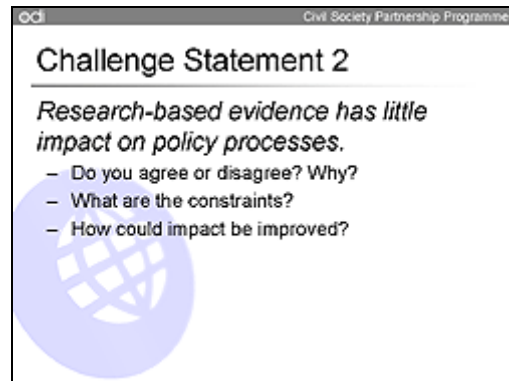 odi Civil Society Partnership Programme
Challenge Statement 2
Research-based evidence has little
impact on policy processes.
– Do you agree or disagree? Why?
– What are the constraints?
– How could impact be improved?